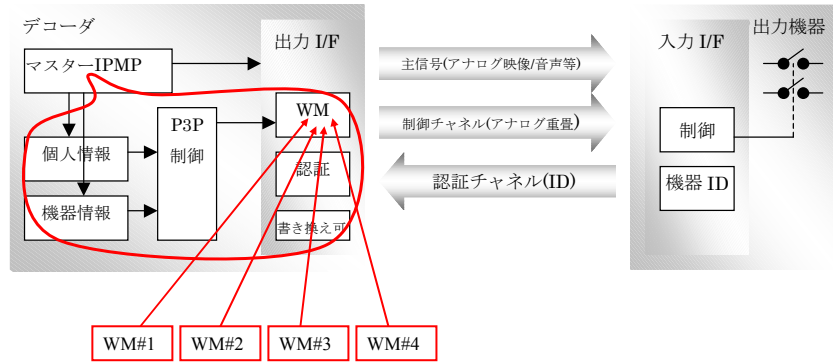 デコーダ
マスターIPMP
個人情報
機器情報
P3P
制御
出力 I/F
WM
認証
書き換え可
主信号(アナログ映像/音声等)
制御チャネル(アナログ重畳)
認証チャネル(ID)
入力 I/F
出力機器
制御
機器 ID
WM#1
WM#2
WM#3
WM#4